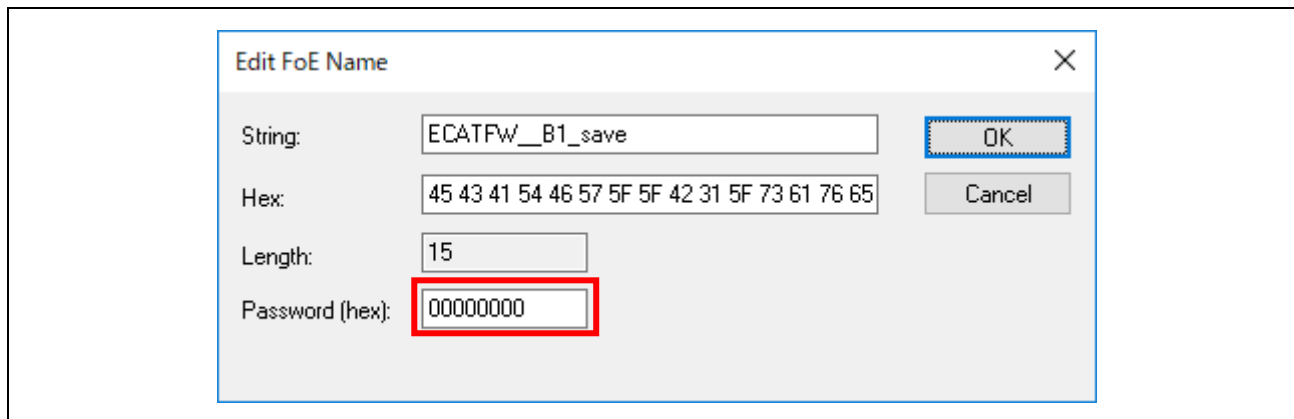 Edit FoE Name
String: ECATFW__B1_save OK
Hex: 45 43 41 54 46 57 5F 5F 42 31 5F 73 61 76 65 Cancel
Length: 15
Password (hex): 00000000